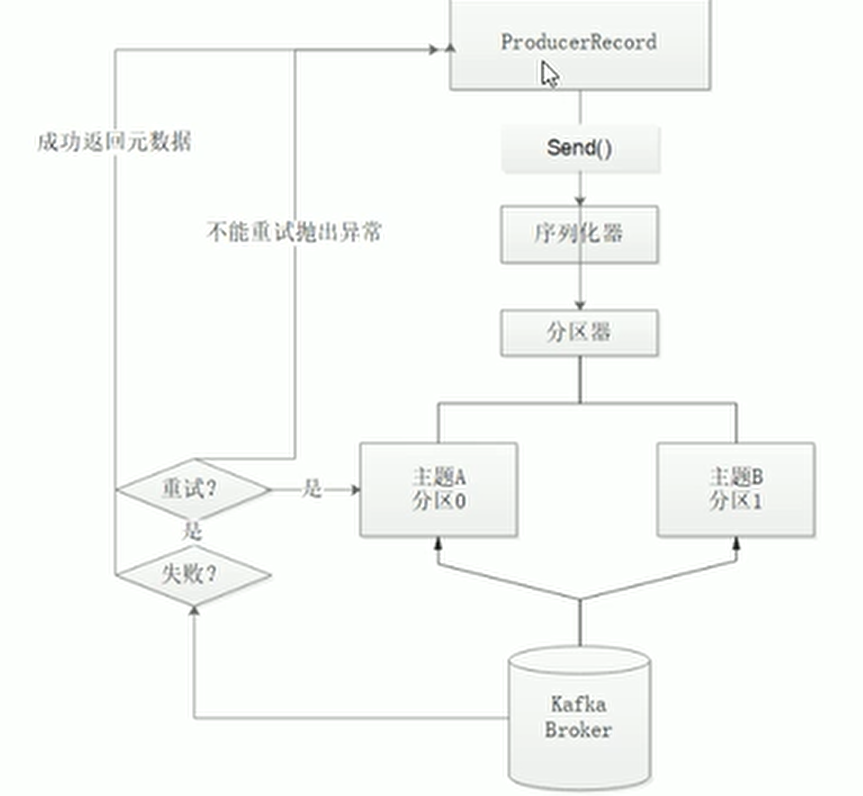 ProducerRecord
成功返回元数据
Send()
不能重试抛出异常
序列化器
分区器
主题A
分区0
主题B
分区1
重试?
是
是
失败?
Kafka
Broker